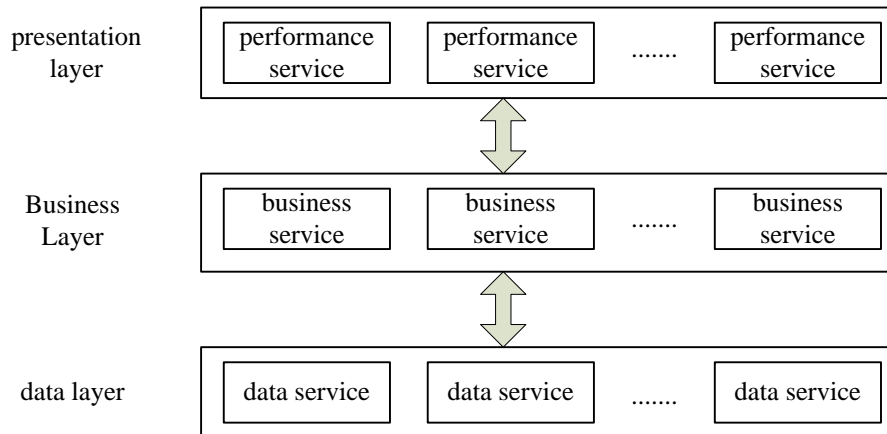 presentation
layer
performance
service
performance
service
.......
performance
service
Business
Layer
business
service
business
service
.......
business
service
data layer
data service
data service
.......
data service